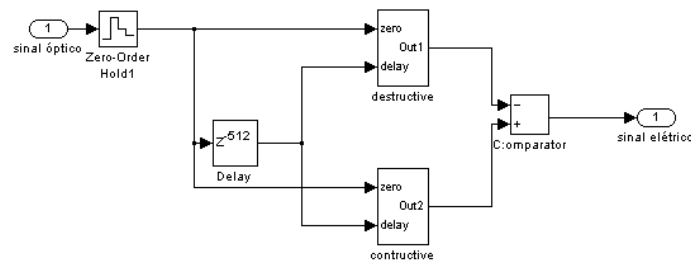 1
sinal óptico
Zero-Order
Hold1
Z-512
Delay
zero
Out1
delay
destructive
zero
Out2
delay
contructive
−
+
C:omparator
1
sinal elétrico